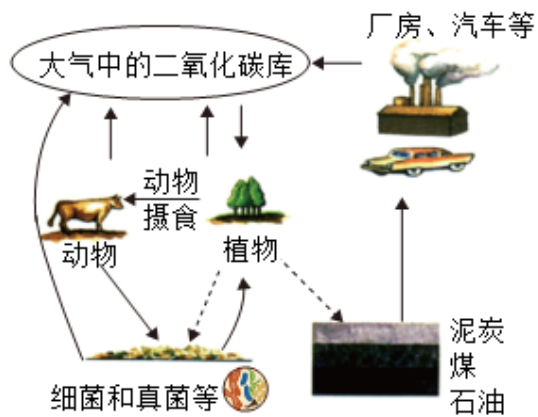 厂房、汽车等
大气中的二氧化碳库
动物
摄食
动物
植物
泥炭
煤
石油
细菌和真菌等